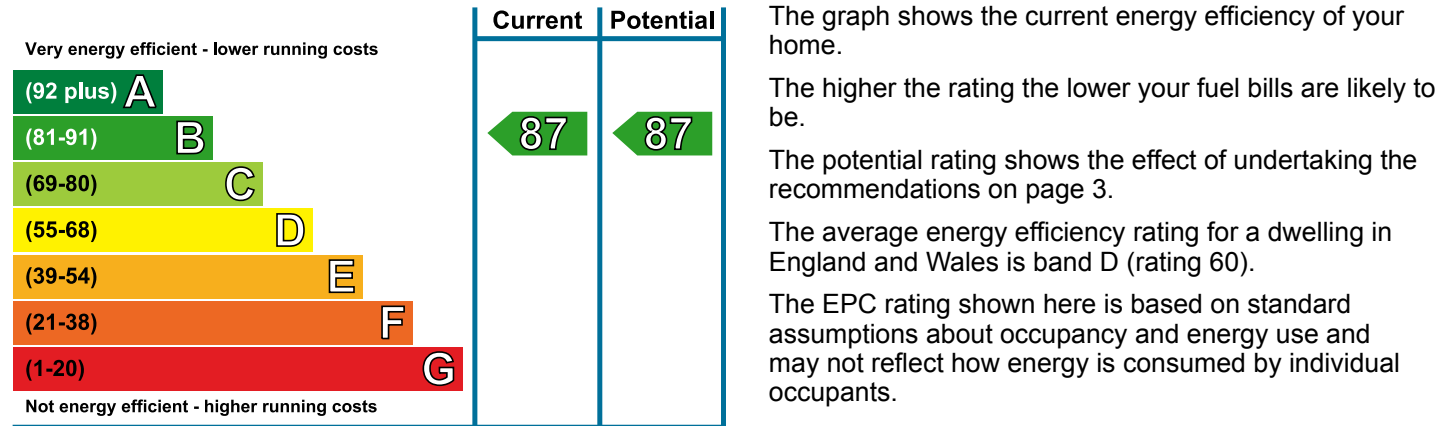 Current Potential
Very energy efficient - lower running costs
(92 plus) A
(81-91) B
87 87
(69-80) C
(55-68) D
(39-54) E
(21-38) F
(1-20) G
Not energy efficient - higher running costs
The graph shows the current energy efficiency of your
home.
The higher the rating the lower your fuel bills are likely to
be.
The potential rating shows the effect of undertaking the
recommendations on page 3.
The average energy efficiency rating for a dwelling in
England and Wales is band D (rating 60).
The EPC rating shown here is based on standard
assumptions about occupancy and energy use and
may not reflect how energy is consumed by individual
occupants.